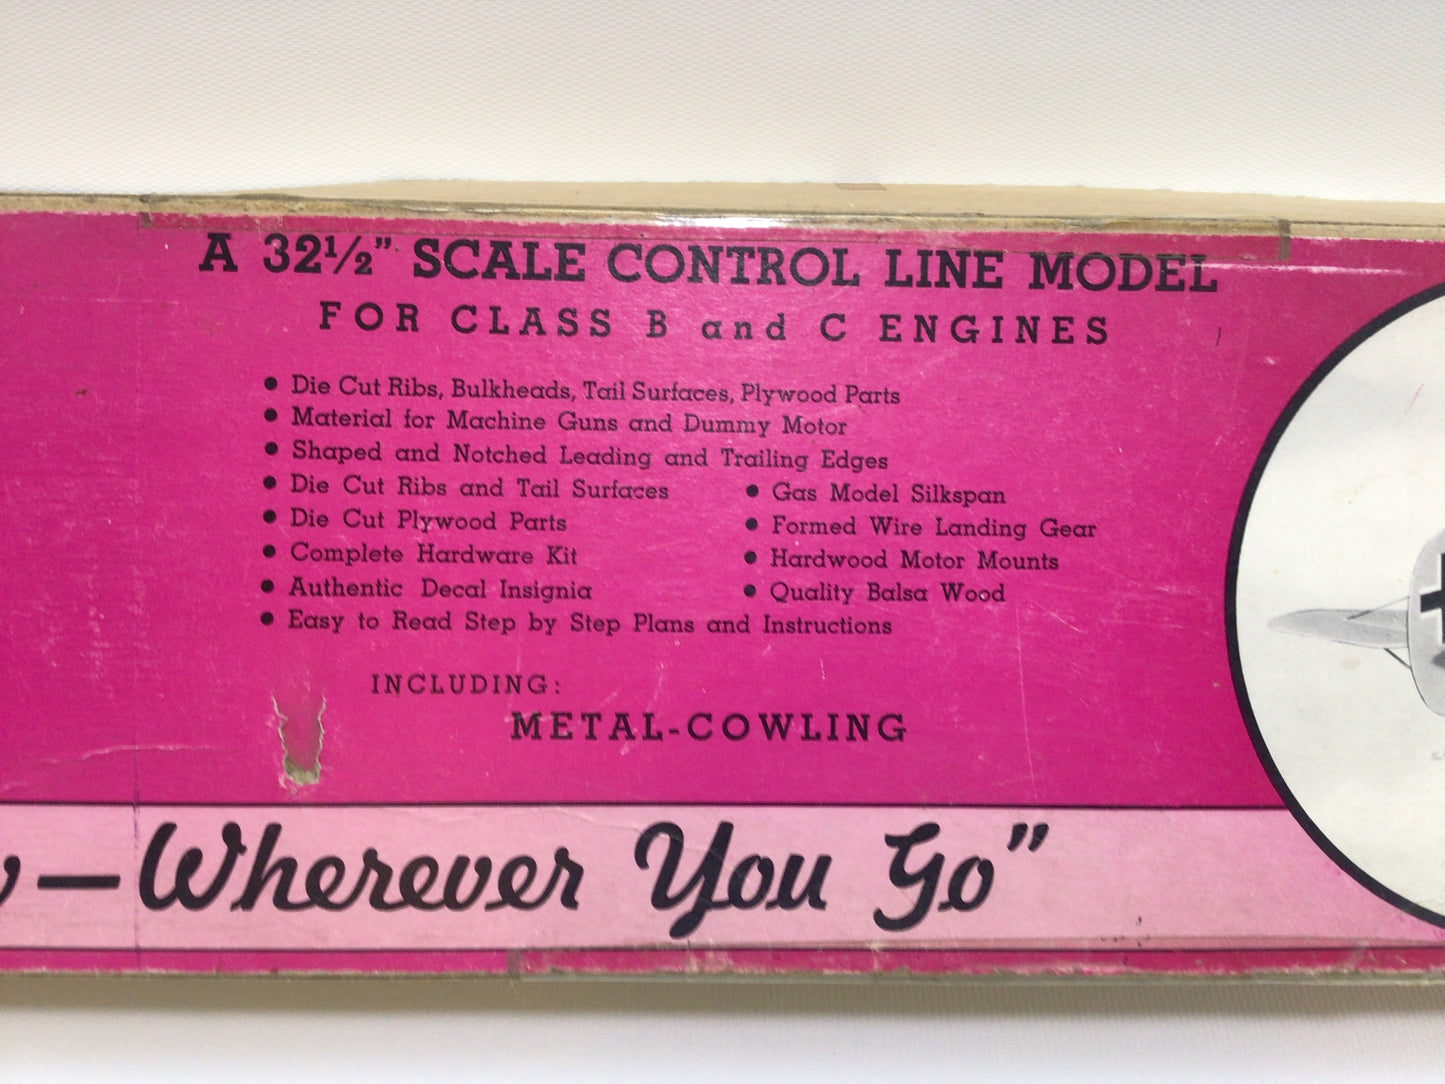 A 32½" SCALE CONTROL LINE MODEL
FOR CLASS B and C ENGINES
• Die Cut Ribs, Bulkheads, Tail Surfaces, Plywood Parts
• Material for Machine Guns and Dummy Motor
• Shaped and Notched Leading and Trailing Edges
• Die Cut Ribs and Tail Surfaces
• Die Cut Plywood Parts
• Complete Hardware Kit
• Authentic Decal Insignia
• Gas Model Silkspan
• Formed Wire Landing Gear
• Hardwood Motor Mounts
• Quality Balsa Wood
• Easy to Read Step by Step Plans and Instructions
INCLUDING:
METAL-COWLING
—Wherever You Go"